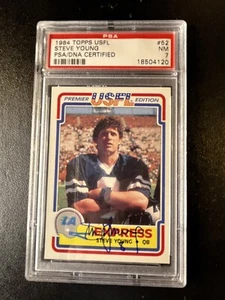 PSA
1984 TOPPS USFL #52
STEVE YOUNG NM
PSA/DNA CERTIFIED 18504120
PREMIER USFL EDITION
LA EXPRESS
STEVE YOUNG • QB